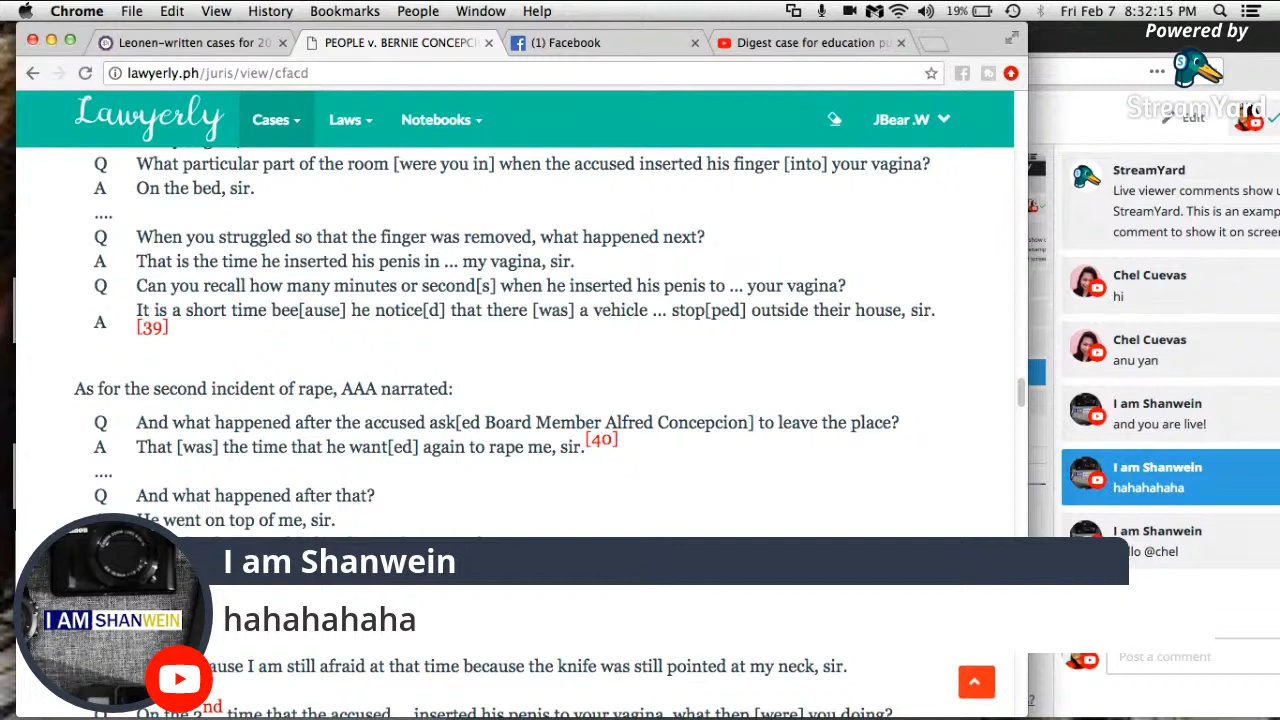 Chrome File Edit View History Bookmarks People Window Help 19% Fri Feb 7 8:32:15 PM
Powered by
StreamYard
Leonen-written cases for 20 × PEOPLE v. BERNIE CONCEPCI × (1) Facebook × Digest case for education pu ×
lawyerly.ph/juris/view/cfacd
Lawyerly Cases Laws Notebooks JBear .W
Edit
Q What particular part of the room [were you in] when the accused inserted his finger [into] your vagina?
A On the bed, sir.
....
Q When you struggled so that the finger was removed, what happened next?
A That is the time he inserted his penis in ... my vagina, sir.
Q Can you recall how many minutes or second[s] when he inserted his penis to ... your vagina?
A It is a short time bee[ause] he notice[d] that there [was] a vehicle ... stop[ped] outside their house, sir.
[39]
As for the second incident of rape, AAA narrated:
Q And what happened after the accused ask[ed Board Member Alfred Concepcion] to leave the place?
A That [was] the time that he want[ed] again to rape me, sir.[40]
....
Q And what happened after that?
He went on top of me, sir.
ause I am still afraid at that time because the knife was still pointed at my neck, sir.
Q On the 2nd time that the accused ... inserted his penis to your vagina, what then [were] you doing?
StreamYard
Live viewer comments show u
StreamYard. This is an examp
comment to show it on screen
Chel Cuevas
hi
Chel Cuevas
anu yan
I am Shanwein
and you are live!
I am Shanwein
hahahahaha
I am Shanwein
llo @chel
Post a comment
I am Shanwein
hahahahaha
I AM SHANWEIN